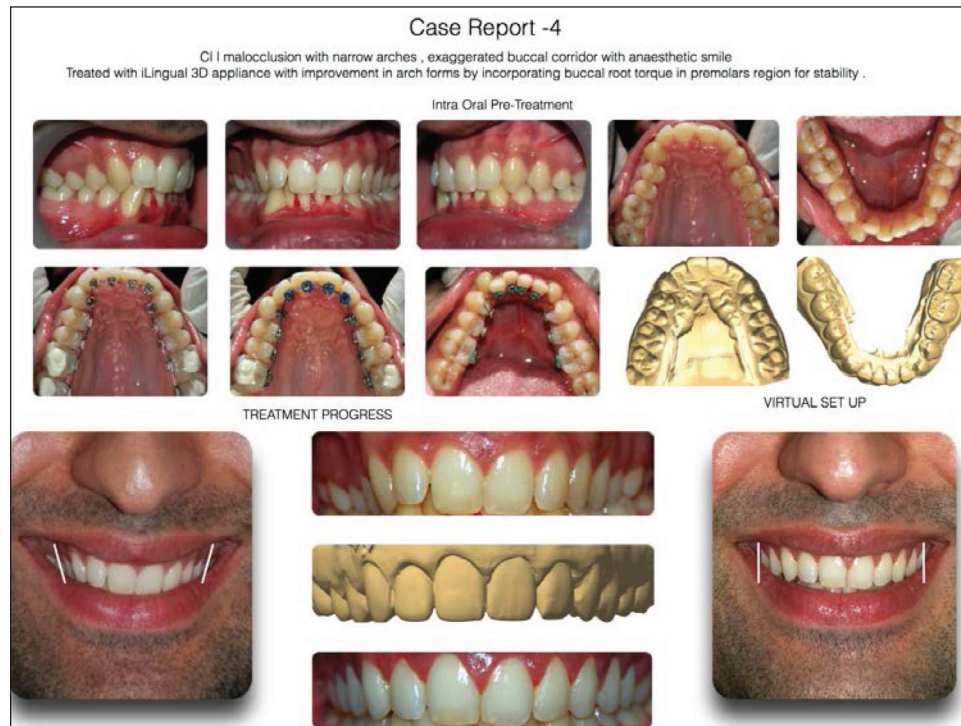 Case Report -4
Cl I malocclusion with narrow arches , exaggerated buccal corridor with anaesthetic smile
Treated with iLingual 3D appliance with improvement in arch forms by incorporating buccal root torque in premolars region for stability .
Intra Oral Pre-Treatment
TREATMENT PROGRESS
VIRTUAL SET UP